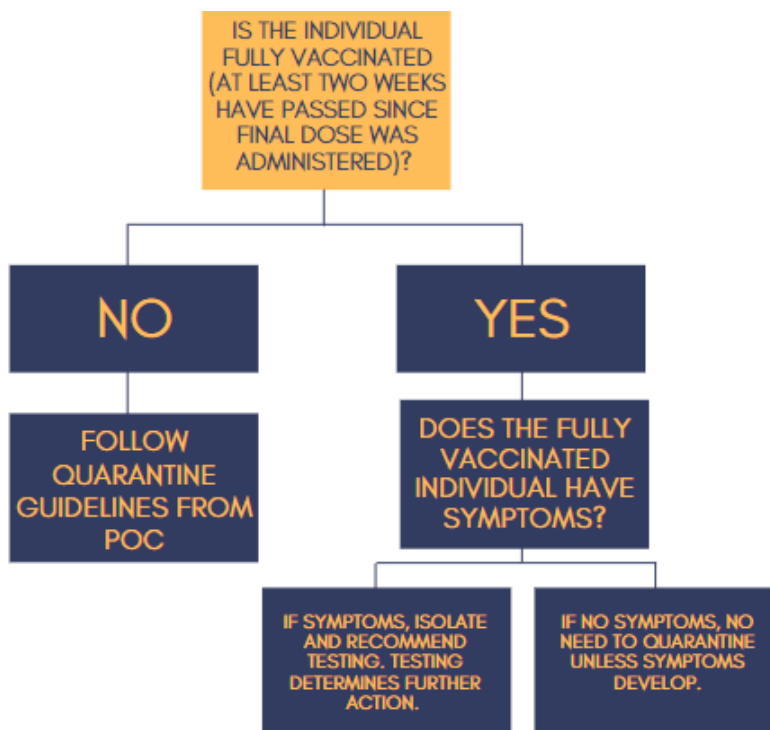 IS THE INDIVIDUAL
FULLY VACCINATED
(AT LEAST TWO WEEKS
HAVE PASSED SINCE
FINAL DOSE WAS
ADMINISTERED)?
NO
YES
FOLLOW
QUARANTINE
GUIDELINES FROM
POC
DOES THE FULLY
VACCINATED
INDIVIDUAL HAVE
SYMPTOMS?
IF SYMPTOMS, ISOLATE
AND RECOMMEND
TESTING. TESTING
DETERMINES FURTHER
ACTION.
IF NO SYMPTOMS, NO
NEED TO QUARANTINE
UNLESS SYMPTOMS
DEVELOP.